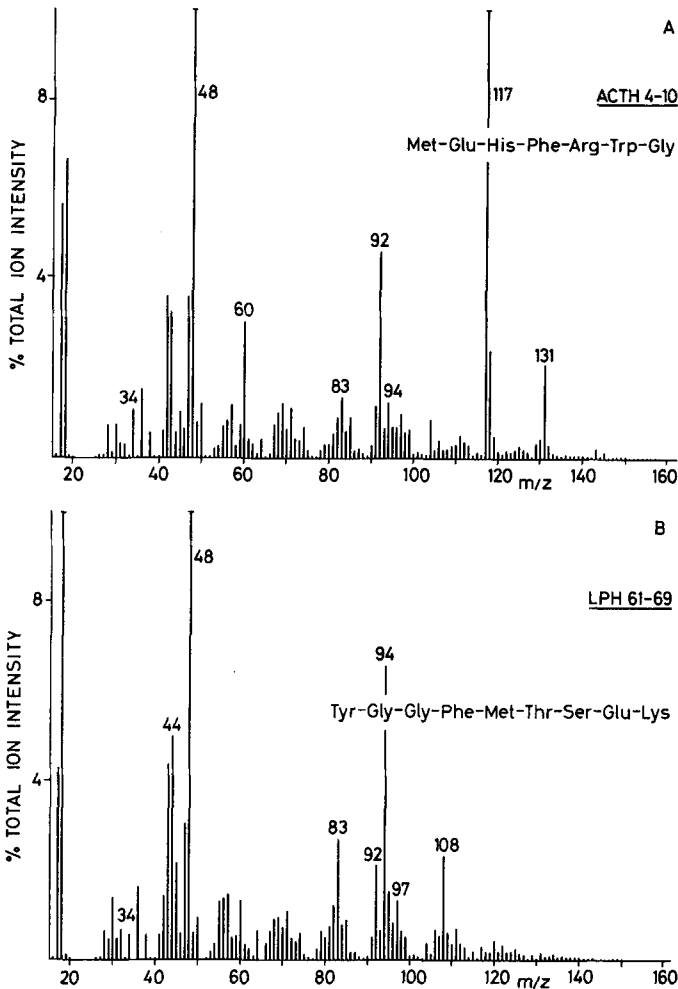 A
ACTH 4-10
Met-Glu-His-Phe-Arg-Trp-Gly
% TOTAL ION INTENSITY
8
4
48
117
92
60
34
83
94
131
20 40 60 80 100 120 140 160
m/z
B
LPH 61-69
Tyr-Gly-Gly-Phe-Met-Thr-Ser-Glu-Lys
% TOTAL ION INTENSITY
8
4
48
94
44
83
92
108
97
34
20 40 60 80 100 120 140 160
m/z